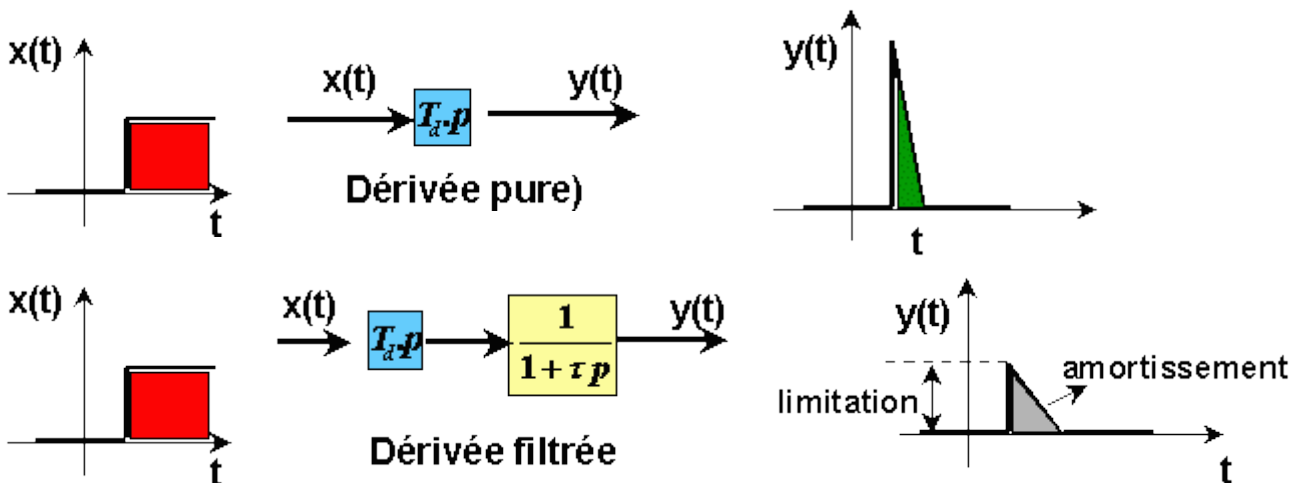 x(t)
t
x(t)
T_d.p
y(t)
Dérivée pure)
y(t)
t
x(t)
t
x(t)
T_d.p
1
1 + τ p
y(t)
Dérivée filtrée
y(t)
limitation
amortissement
t